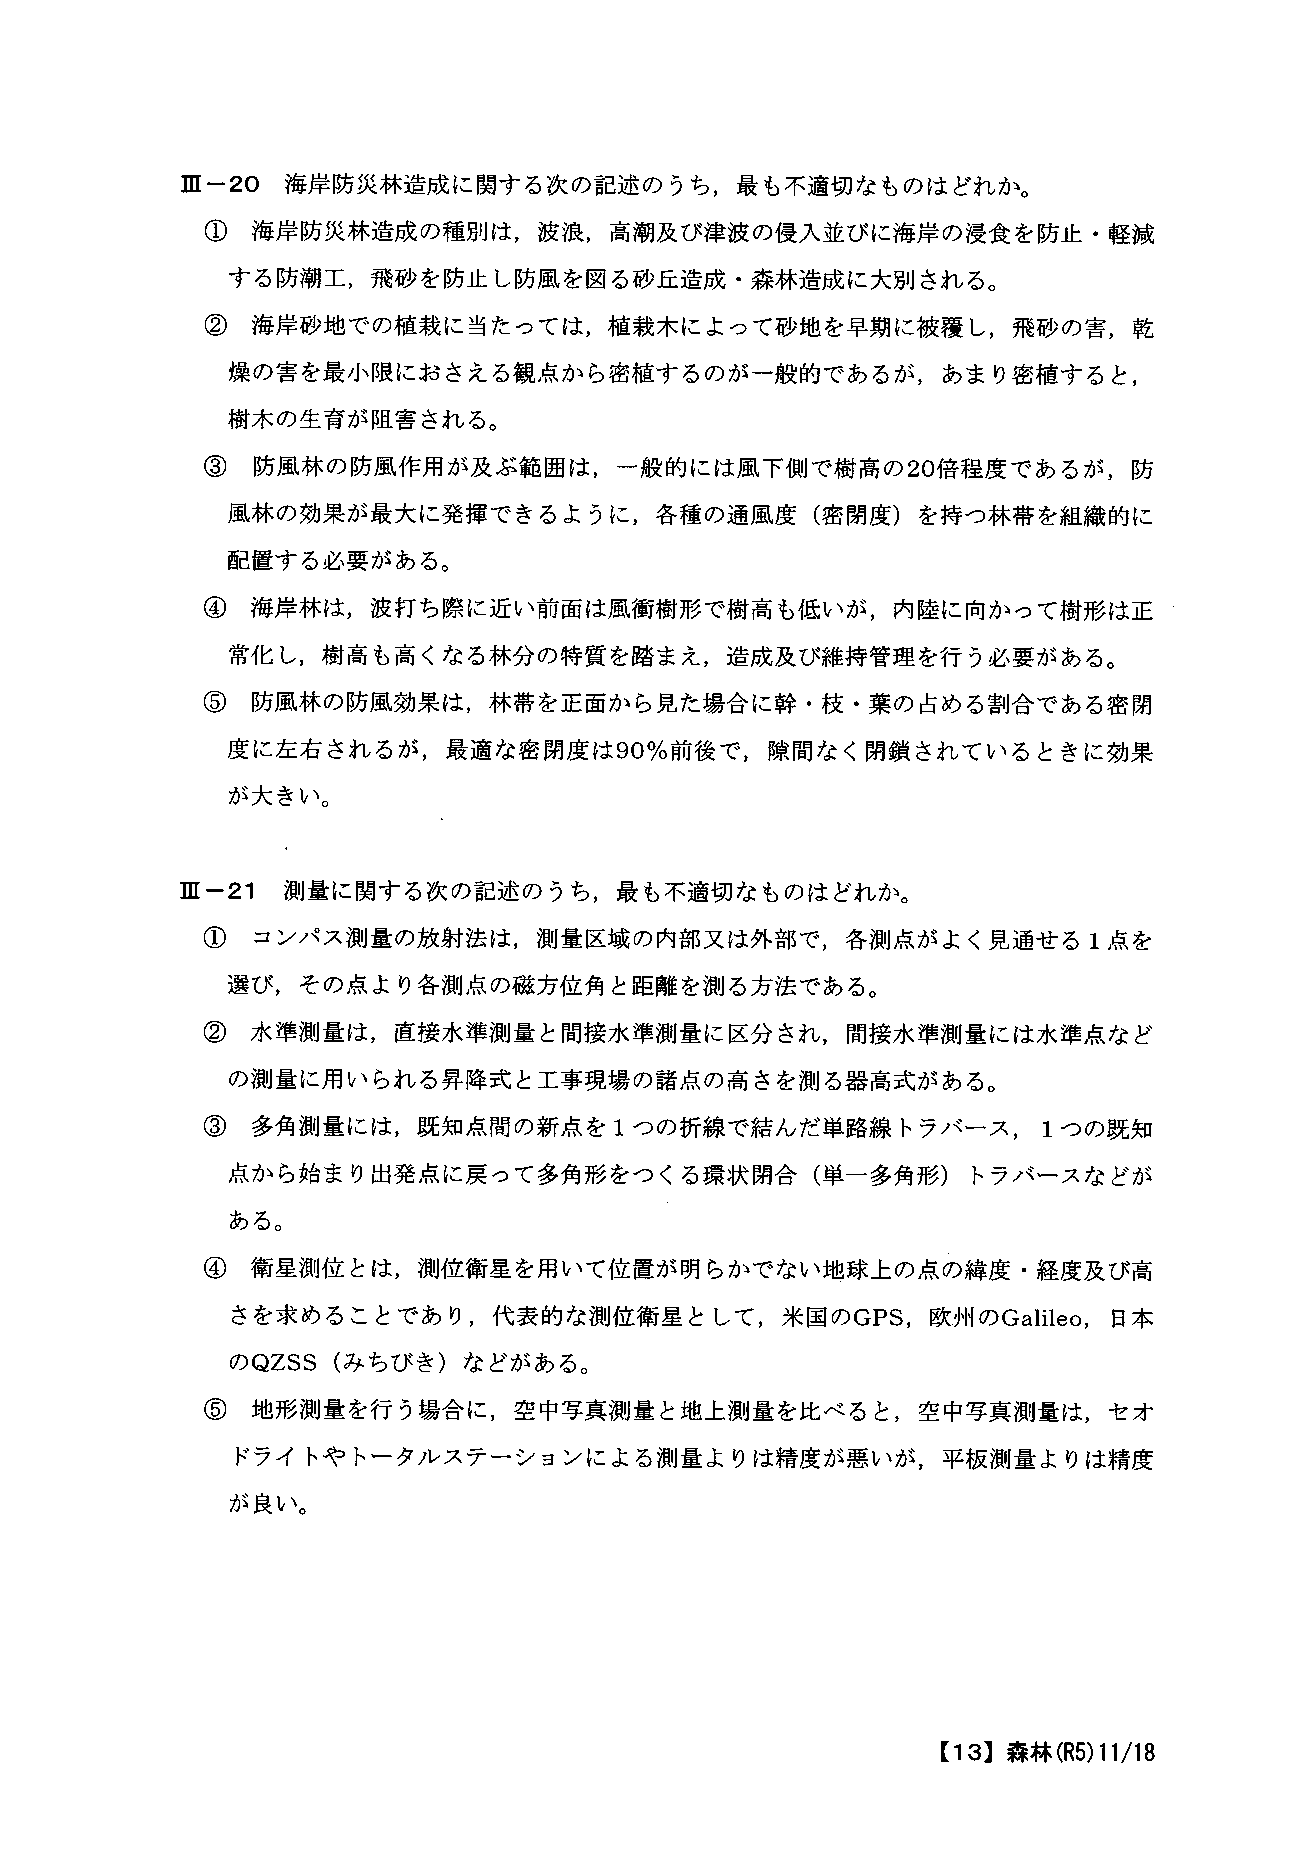 Ⅲ－20　海岸防災林造成に関する次の記述のうち，最も不適切なものはどれか。
①　海岸防災林造成の種別は，波浪，高潮及び津波の侵入並びに海岸の浸食を防止・軽減
する防潮工，飛砂を防止し防風を図る砂丘造成・森林造成に大別される。
②　海岸砂地での植栽に当たっては，植栽木によって砂地を早期に被覆し，飛砂の害，乾
燥の害を最小限におさえる観点から密植するのが一般的であるが，あまり密植すると，
樹木の生育が阻害される。
③　防風林の防風作用が及ぶ範囲は，一般的には風下側で樹高の20倍程度であるが，防
風林の効果が最大に発揮できるように，各種の通風度（密閉度）を持つ林帯を組織的に
配置する必要がある。
④　海岸林は，波打ち際に近い前面は風衝樹形で樹高も低いが，内陸に向かって樹形は正
常化し，樹高も高くなる林分の特質を踏まえ，造成及び維持管理を行う必要がある。
⑤　防風林の防風効果は，林帯を正面から見た場合に幹・枝・葉の占める割合である密閉
度に左右されるが，最適な密閉度は90％前後で，隙間なく閉鎖されているときに効果
が大きい。
Ⅲ－21　測量に関する次の記述のうち，最も不適切なものはどれか。
①　コンパス測量の放射法は，測量区域の内部又は外部で，各測点がよく見通せる１点を
選び，その点より各測点の磁方位角と距離を測る方法である。
②　水準測量は，直接水準測量と間接水準測量に区分され，間接水準測量には水準点など
の測量に用いられる昇降式と工事現場の諸点の高さを測る器高式がある。
③　多角測量には，既知点間の新点を１つの折線で結んだ単路線トラバース，１つの既知
点から始まり出発点に戻って多角形をつくる環状閉合（単一多角形）トラバースなどが
ある。
④　衛星測位とは，測位衛星を用いて位置が明らかでない地球上の点の緯度・経度及び高
さを求めることであり，代表的な測位衛星として，米国のGPS，欧州のGalileo，日本
のQZSS（みちびき）などがある。
⑤　地形測量を行う場合に，空中写真測量と地上測量を比べると，空中写真測量は，セオ
ドライトやトータルステーションによる測量よりは精度が悪いが，平板測量よりは精度
が良い。
【13】森林(R5)11/18